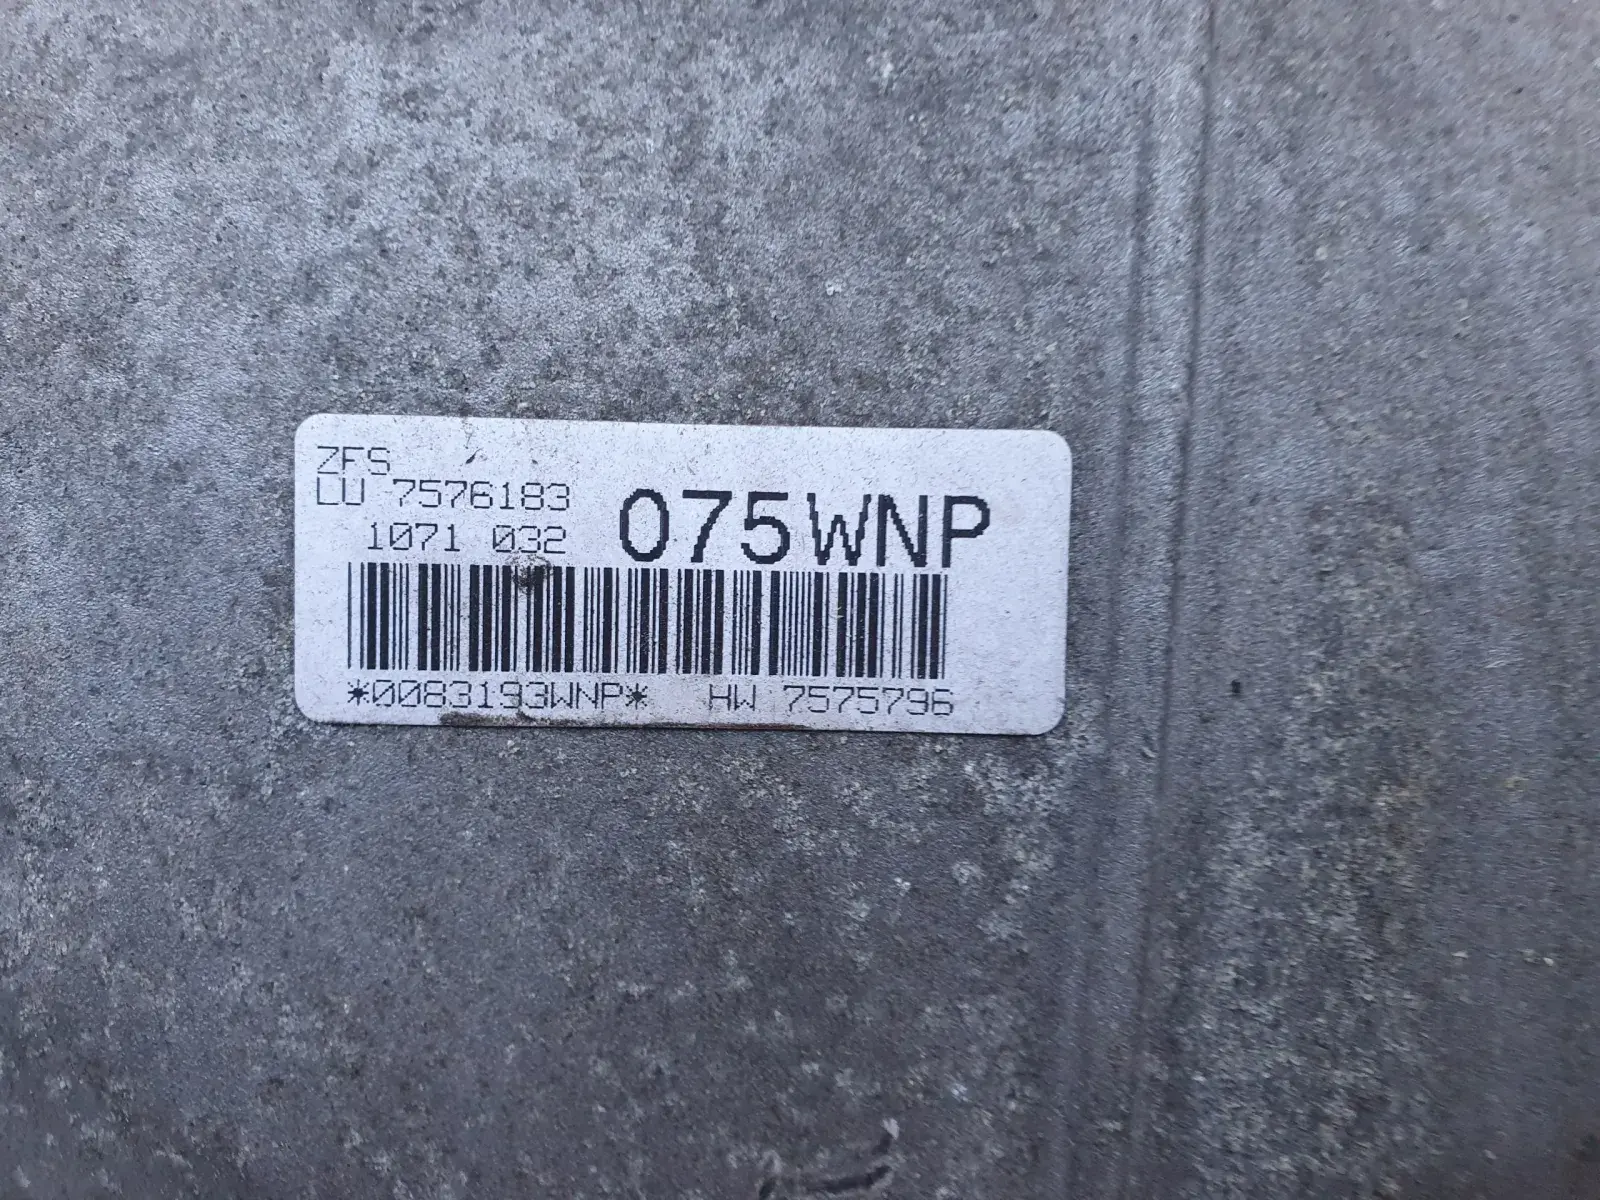 ZFS
LU 7576183
1071 032 075WNP
*0083193WNP* HW 7575796